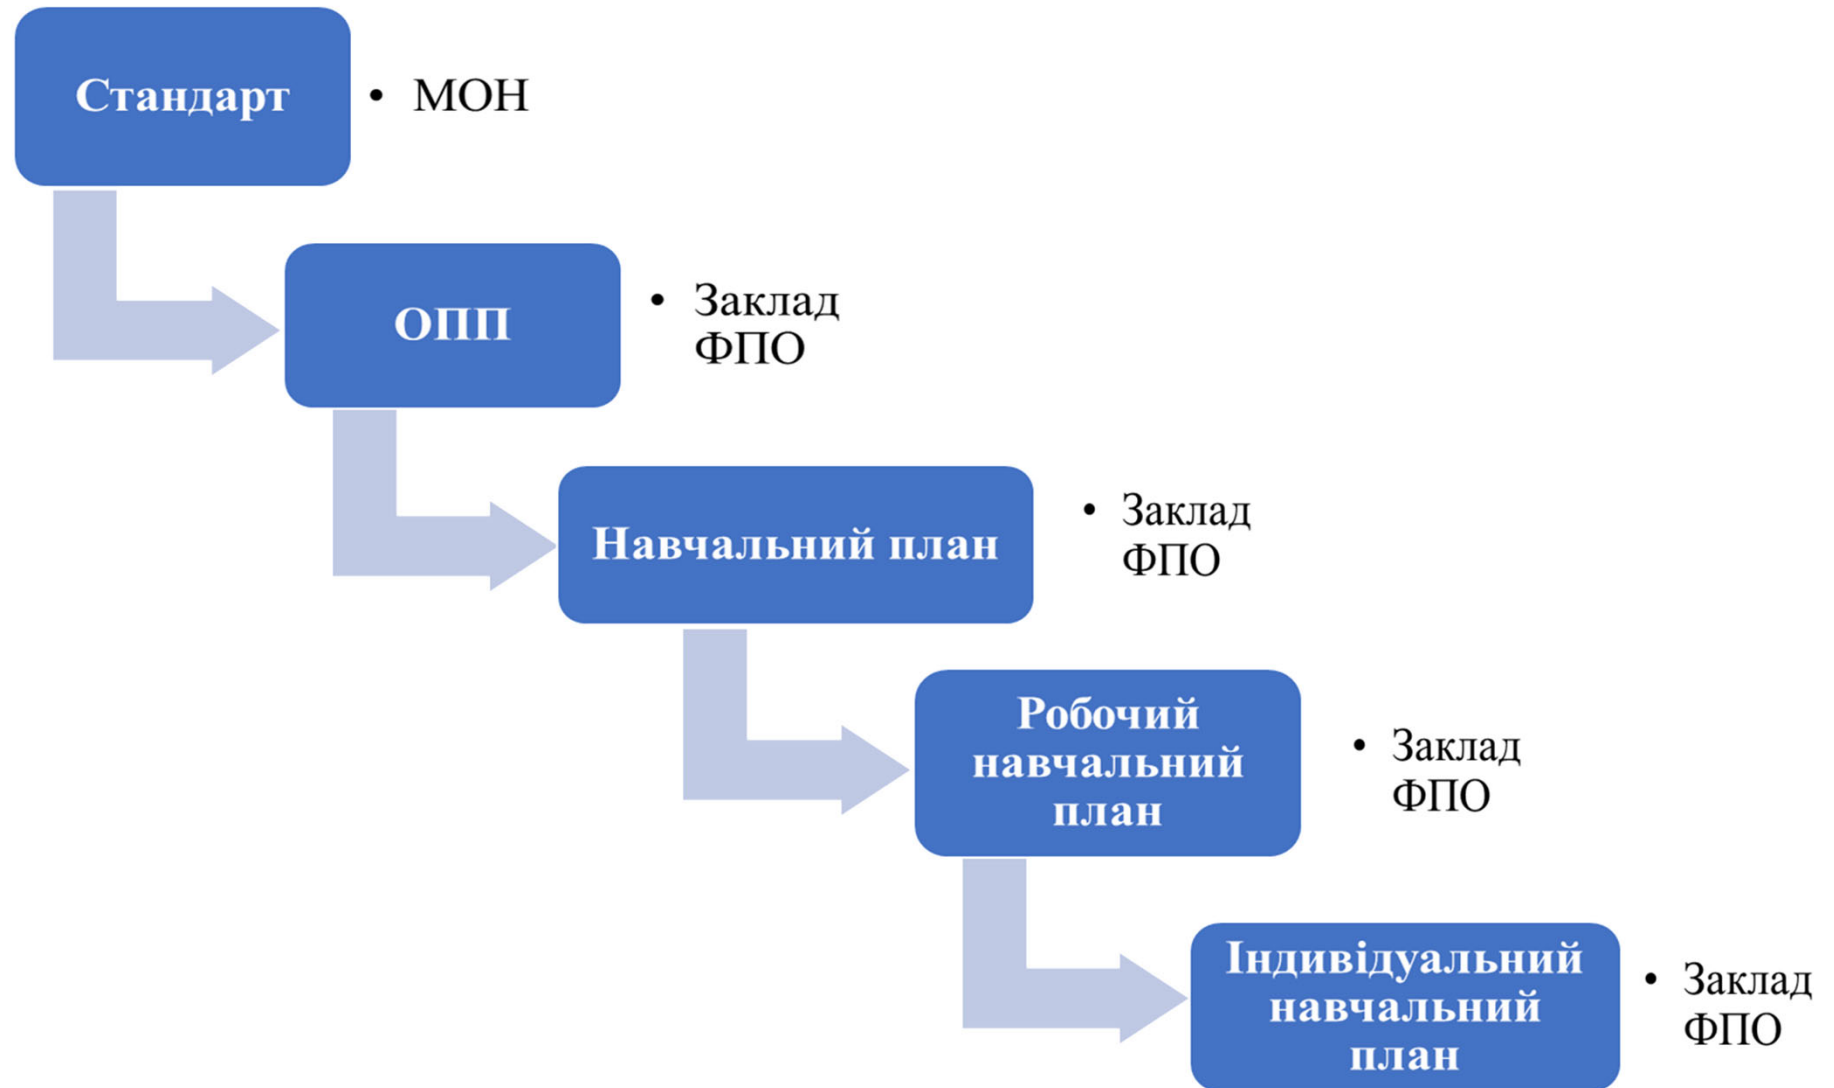 Стандарт
• МОН
ОПП
• Заклад
ФПО
Навчальний план
• Заклад
ФПО
Робочий
навчальний
план
• Заклад
ФПО
Індивідуальний
навчальний
план
• Заклад
ФПО